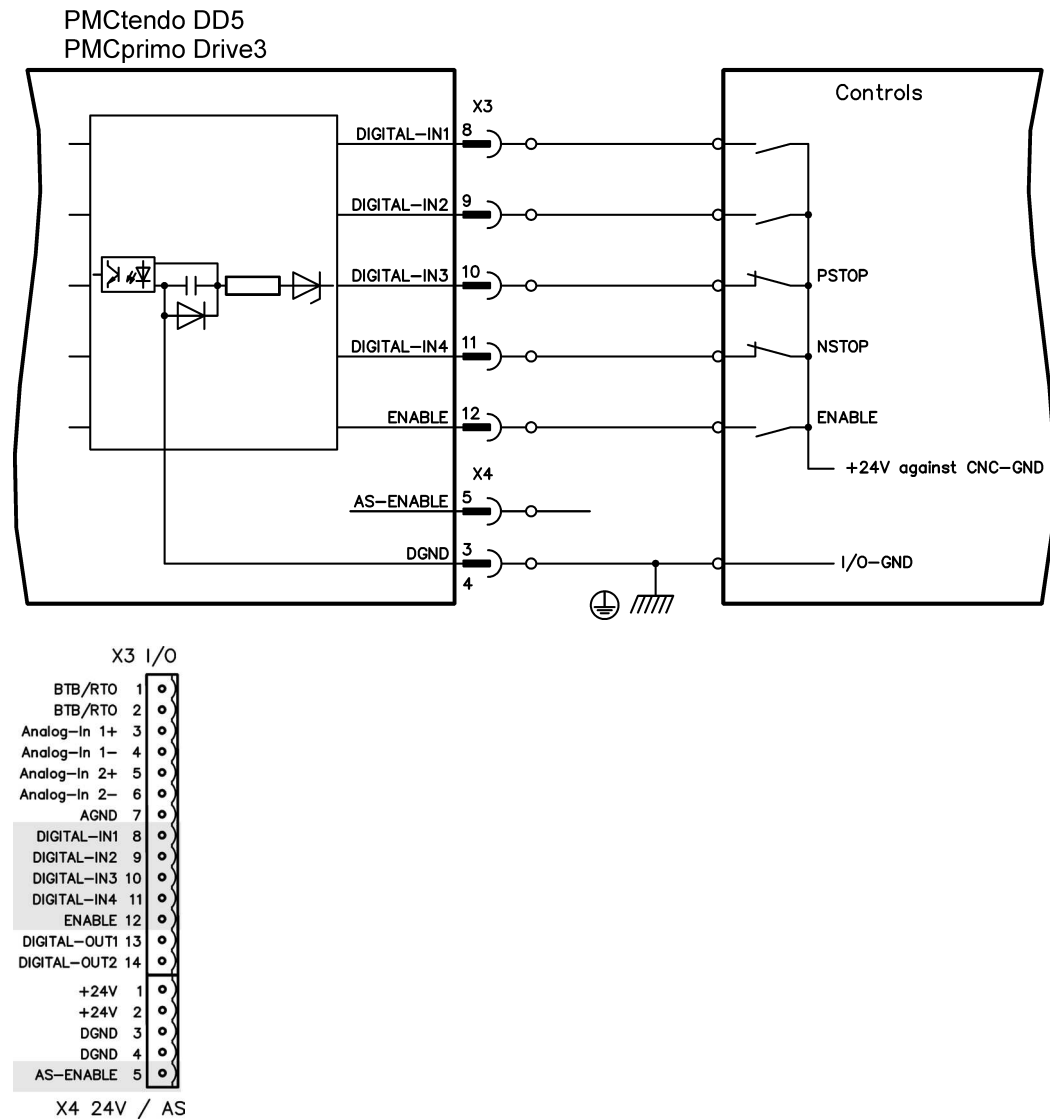 PMCtendo DD5
PMCprimo Drive3
Controls
X3
DIGITAL-IN1 8
DIGITAL-IN2 9
DIGITAL-IN3 10
PSTOP
DIGITAL-IN4 11
NSTOP
ENABLE 12
ENABLE
+24V against CNC-GND
X4
AS-ENABLE 5
DGND 3
I/O-GND
4
X3 I/O
BTB/RTO 1
BTB/RTO 2
Analog-In 1+ 3
Analog-In 1- 4
Analog-In 2+ 5
Analog-In 2- 6
AGND 7
DIGITAL-IN1 8
DIGITAL-IN2 9
DIGITAL-IN3 10
DIGITAL-IN4 11
ENABLE 12
DIGITAL-OUT1 13
DIGITAL-OUT2 14
+24V 1
+24V 2
DGND 3
DGND 4
AS-ENABLE 5
X4 24V / AS